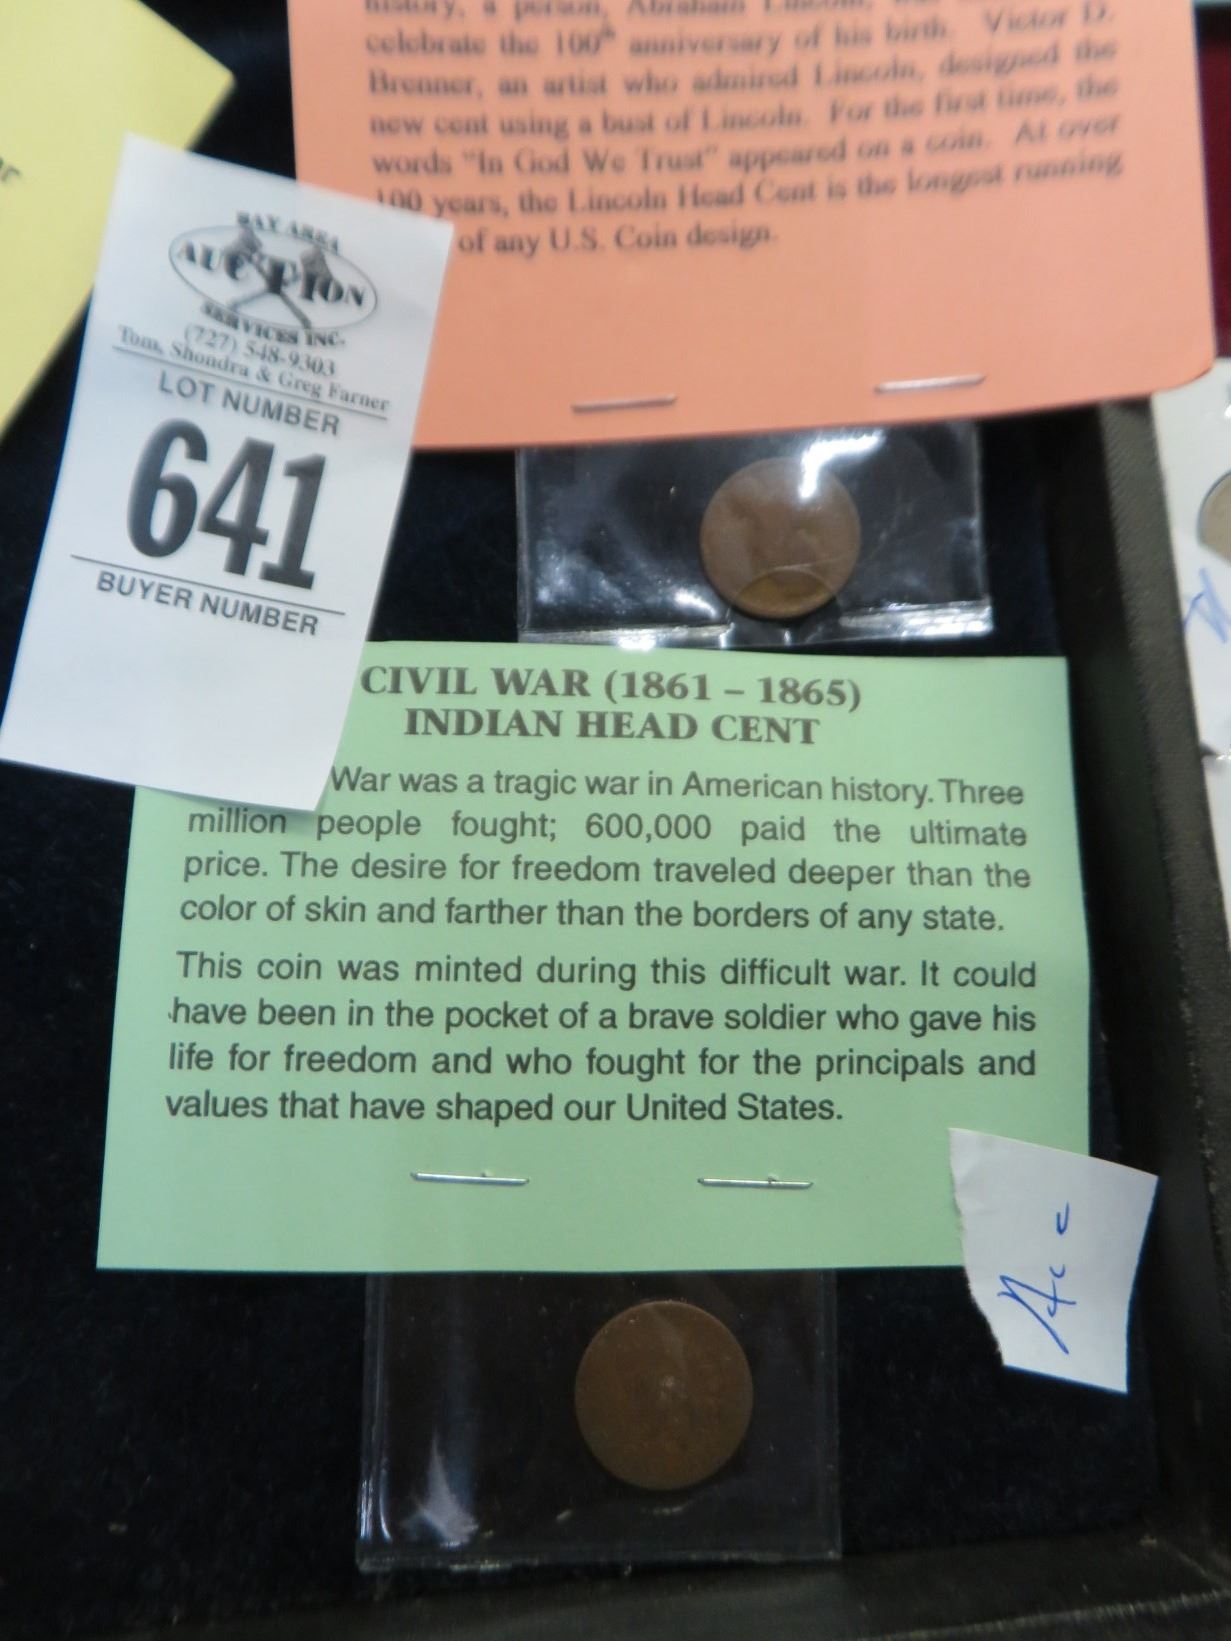 history, a person, Abraham Lincoln,
celebrate the 100th anniversary of his birth. Victor D.
Brenner, an artist who admired Lincoln, designed the
new cent using a bust of Lincoln. For the first time, the
words "In God We Trust" appeared on a coin. At over
100 years, the Lincoln Head Cent is the longest running
of any U.S. Coin design.
BAY AREA
AUCTION
SERVICES INC.
(727) 548-9303
Tom, Shondra & Greg Farner
LOT NUMBER
641
BUYER NUMBER
CIVIL WAR (1861 – 1865)
INDIAN HEAD CENT
War was a tragic war in American history. Three
million people fought; 600,000 paid the ultimate
price. The desire for freedom traveled deeper than the
color of skin and farther than the borders of any state.
This coin was minted during this difficult war. It could
have been in the pocket of a brave soldier who gave his
life for freedom and who fought for the principals and
values that have shaped our United States.